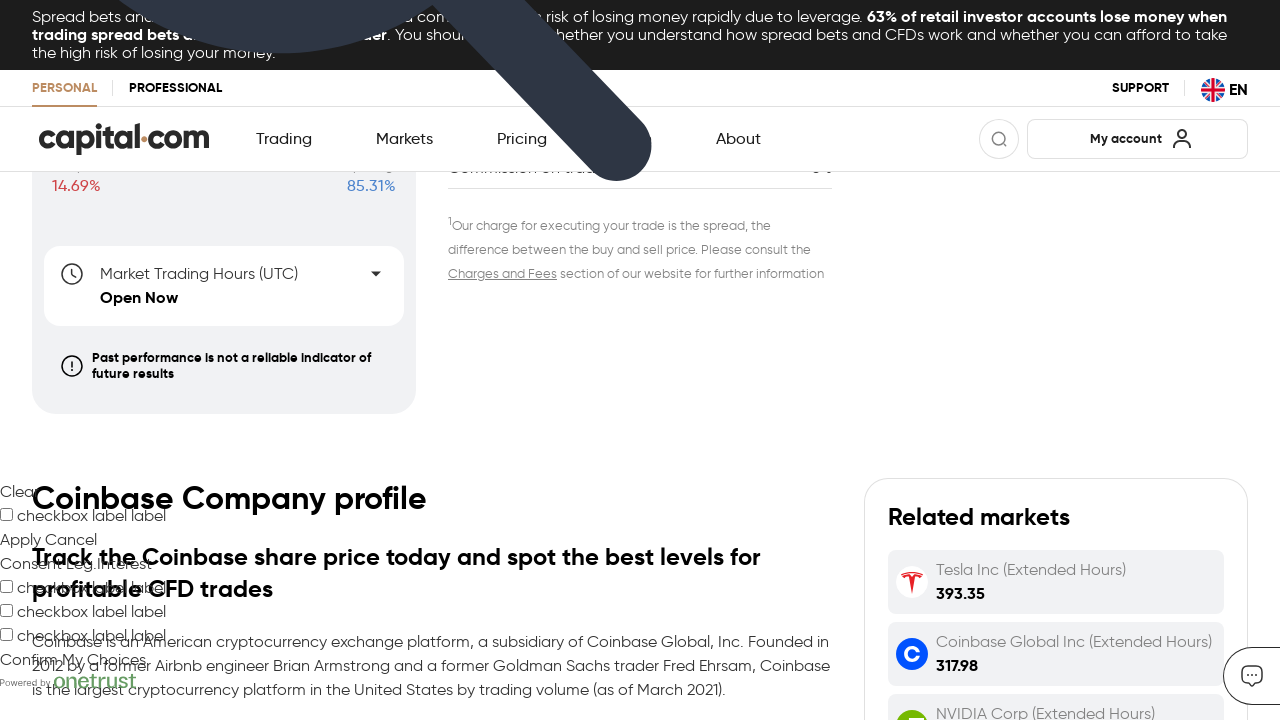 Spread bets and
risk of losing money rapidly due to leverage. 63% of retail investor accounts lose money when
trading spread bets
. You should
whether you understand how spread bets and CFDs work and whether you can afford to take
the high risk of losing your money.
PERSONAL
PROFESSIONAL
SUPPORT
EN
capital.com
Trading
Markets
Pricing
About
My account
14.69%
85.31%
Commission on
1Our charge for executing your trade is the spread, the
difference between the buy and sell price. Please consult the
Charges and Fees section of our website for further information
Market Trading Hours (UTC)
Open Now
Past performance is not a reliable indicator of
future results
Coinbase Company profile
Track the Coinbase share price today and spot the best levels for
profitable CFD trades
Coinbase is an American cryptocurrency exchange platform, a subsidiary of Coinbase Global, Inc. Founded in
2012 by a former Airbnb engineer Brian Armstrong and a former Goldman Sachs trader Fred Ehrsam, Coinbase
is the largest cryptocurrency platform in the United States by trading volume (as of March 2021).
Clear
checkbox label label
Apply Cancel
Consent Leg.Interest
checkbox label label
checkbox label label
checkbox label label
Confirm My Choices
Powered by onetrust
Related markets
Tesla Inc (Extended Hours)
393.35
Coinbase Global Inc (Extended Hours)
317.98
NVIDIA Corp (Extended Hours)